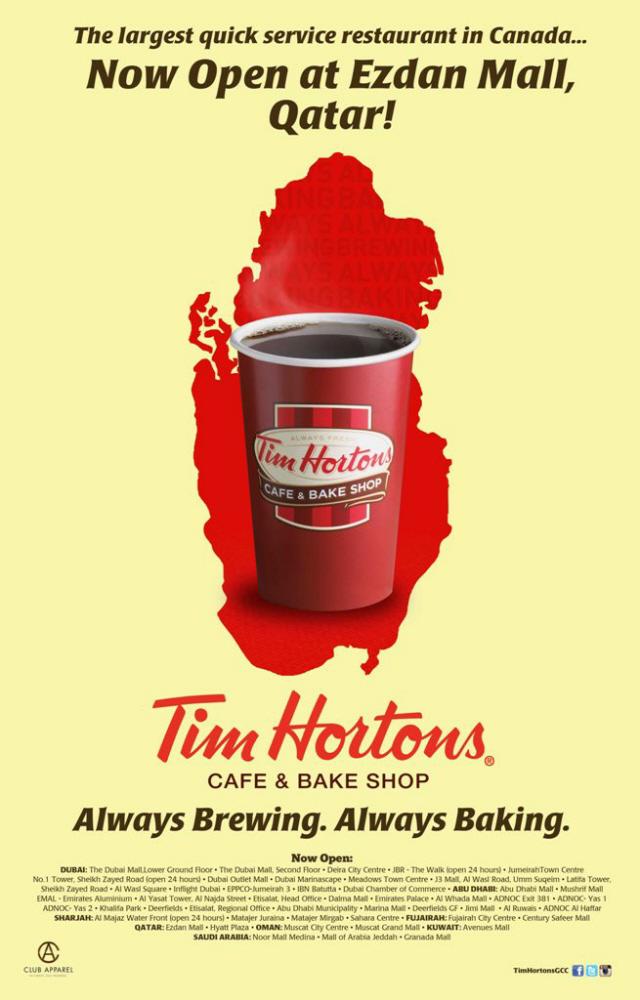 The largest quick service restaurant in Canada...
Now Open at Ezdan Mall,
Qatar!
ALWAYS FRESH
Tim Hortons
CAFE & BAKE SHOP
Tim Hortons®
CAFE & BAKE SHOP
Always Brewing. Always Baking.
Now Open:
DUBAI: The Dubai Mall,Lower Ground Floor • The Dubai Mall, Second Floor • Deira City Centre • JBR - The Walk (open 24 hours) • JumeirahTown Centre
No.1 Tower, Sheikh Zayed Road (open 24 hours) • Dubai Outlet Mall • Dubai Marinascape • Meadows Town Centre • J3 Mall, Al Wasl Road, Umm Suqeim • Latifa Tower,
Sheikh Zayed Road • Al Wasl Square • Inflight Dubai • EPPCO-Jumeirah 3 • IBN Batutta • Dubai Chamber of Commerce • ABU DHABI: Abu Dhabi Mall • Mushrif Mall
EMAL - Emirates Aluminium • Al Yasat Tower, Al Najda Street • Etisalat, Head Office • Dalma Mall • Emirates Palace • Al Whada Mall • ADNOC Exit 381 • ADNOC- Yas 1
ADNOC- Yas 2 • Khalifa Park • Deerfields • Etisalat, Regional Office • Abu Dhabi Municipality • Marina Mall • Deerfields GF • Jimi Mall • Al Ruwais • ADNOC Al Haffar
SHARJAH: Al Majaz Water Front (open 24 hours) • Matajer Juraina • Matajer Mirgab • Sahara Centre • FUJAIRAH: Fujairah City Centre • Century Safeer Mall
QATAR: Ezdan Mall • Hyatt Plaza • OMAN: Muscat City Centre • Muscat Grand Mall • KUWAIT: Avenues Mall
SAUDI ARABIA: Noor Mall Medina • Mall of Arabia Jeddah • Granada Mall
CLUB APPAREL
TimHortonsGCC